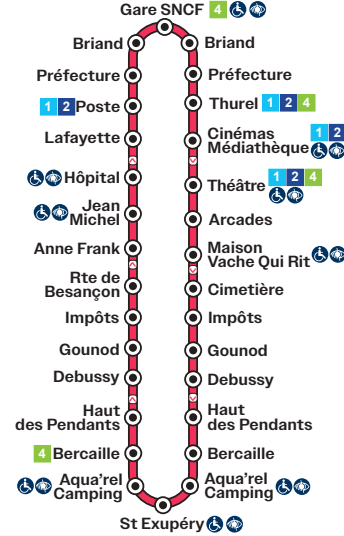 Gare SNCF 4
Briand
Briand
Préfecture
Préfecture
1 2 Poste
Thurel 1 2 4
Lafayette
Cinémas 1 2
Médiathèque
Hôpital
Théâtre 1 2 4
Jean
Michel
Arcades
Anne Frank
Maison
Vache Qui Rit
Rte de
Besançon
Cimetière
Impôts
Impôts
Gounod
Gounod
Debussy
Debussy
Haut
des Pendants
Haut
des Pendants
4 Bercaille
Bercaille
Aqua'rel
Camping
Aqua'rel
Camping
St Exupéry